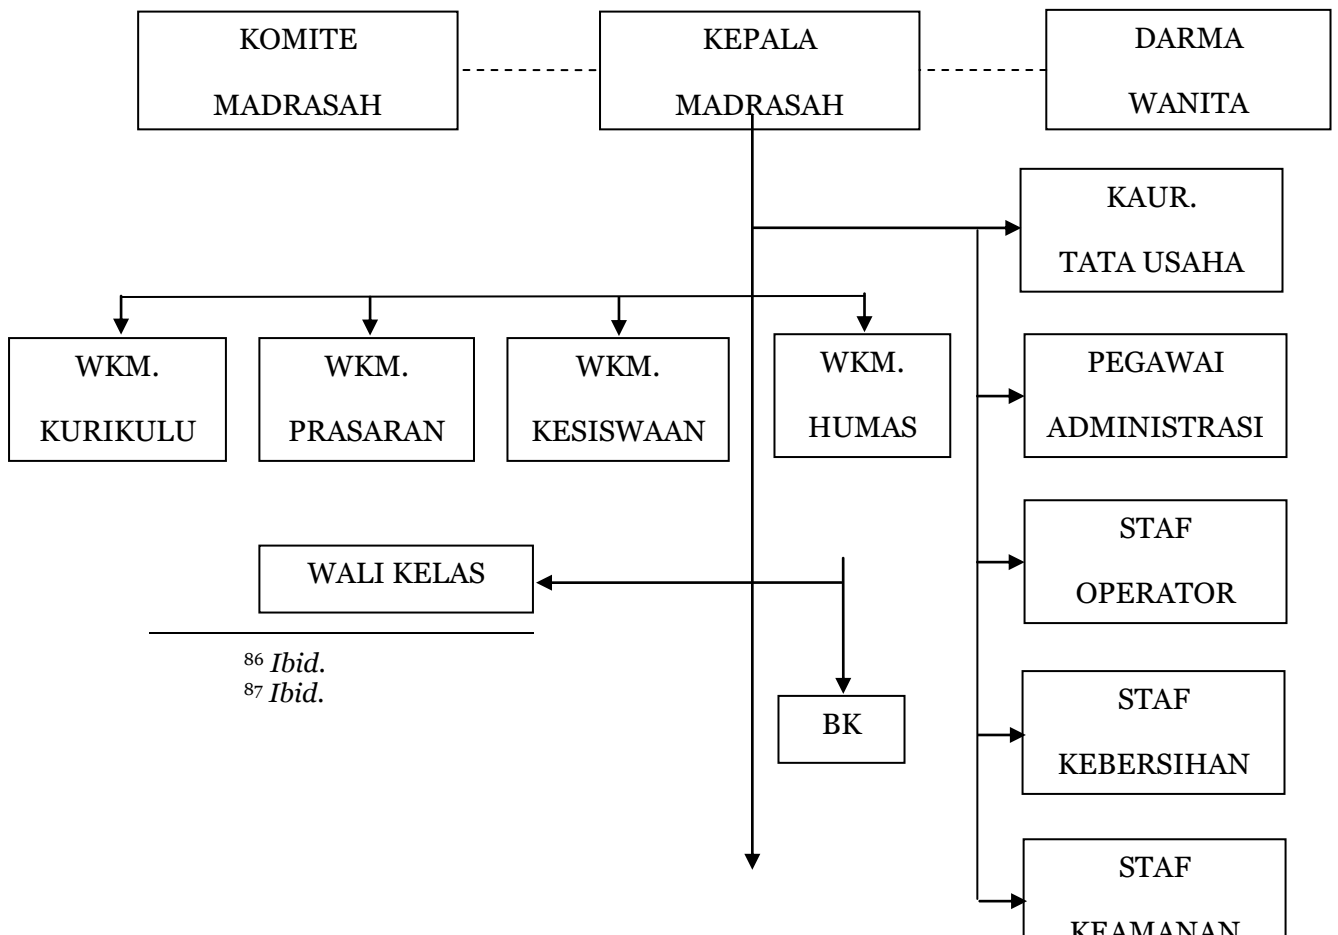 KOMITE
MADRASAH
KEPALA
MADRASAH
DARMA
WANITA
KAUR.
TATA USAHA
WKM.
KURIKULU
WKM.
PRASARAN
WKM.
KESISWAAN
WKM.
HUMAS
PEGAWAI
ADMINISTRASI
STAF
OPERATOR
WALI KELAS
86 Ibid.
87 Ibid.
BK
STAF
KEBERSIHAN
STAF
KEAMANAN